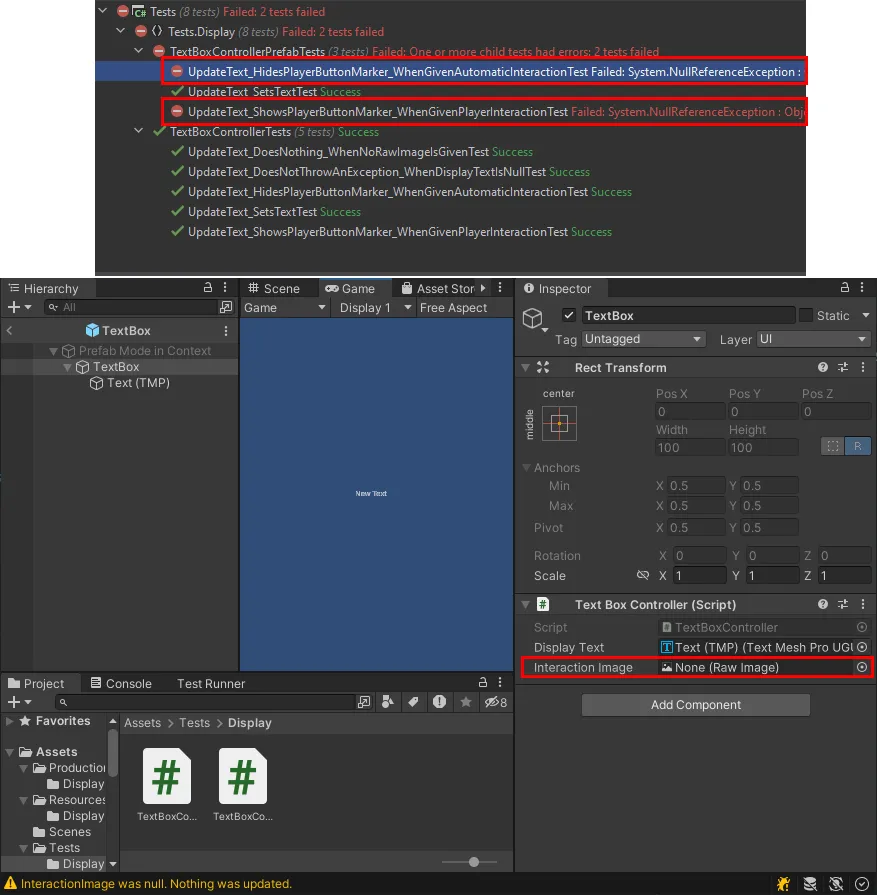 Tests (8 tests) Failed: 2 tests failed
Tests.Display (8 tests) Failed: 2 tests failed
TextBoxControllerPrefabTests (3 tests) Failed: One or more child tests had errors: 2 tests failed
UpdateText_HidesPlayerButtonMarker_WhenGivenAutomaticInteractionTest Failed: System.NullReferenceException :
UpdateText_SetsTextTest Success
UpdateText_ShowsPlayerButtonMarker_WhenGivenPlayerInteractionTest Failed: System.NullReferenceException : Obj
TextBoxControllerTests (5 tests) Success
UpdateText_DoesNothing_WhenNoRawImageIsGivenTest Success
UpdateText_DoesNotThrowAnException_WhenDisplayTextIsNullTest Success
UpdateText_HidesPlayerButtonMarker_WhenGivenAutomaticInteractionTest Success
UpdateText_SetsTextTest Success
UpdateText_ShowsPlayerButtonMarker_WhenGivenPlayerInteractionTest Success
Hierarchy
All
TextBox
Prefab Mode in Context
TextBox
Text (TMP)
Scene Game Asset Stor
Game Display 1 Free Aspect
New Text
Inspector
TextBox Static
Tag Untagged Layer UI
Rect Transform
center
middle
Pos X Pos Y Pos Z
0 0 0
Width Height
100 100
R
Anchors
Min X 0.5 Y 0.5
Max X 0.5 Y 0.5
Pivot X 0.5 Y 0.5
Rotation X 0 Y 0 Z 0
Scale X 1 Y 1 Z 1
# Text Box Controller (Script)
Script # TextBoxController
Display Text Text (TMP) (Text Mesh Pro UGU
Interaction Image None (Raw Image)
Add Component
Project Console Test Runner
8
Favorites
Assets
Production
Display
Resources
Display
Scenes
Tests
Display
Assets > Tests > Display
# #
TextBoxCo... TextBoxCo...
InteractionImage was null. Nothing was updated.